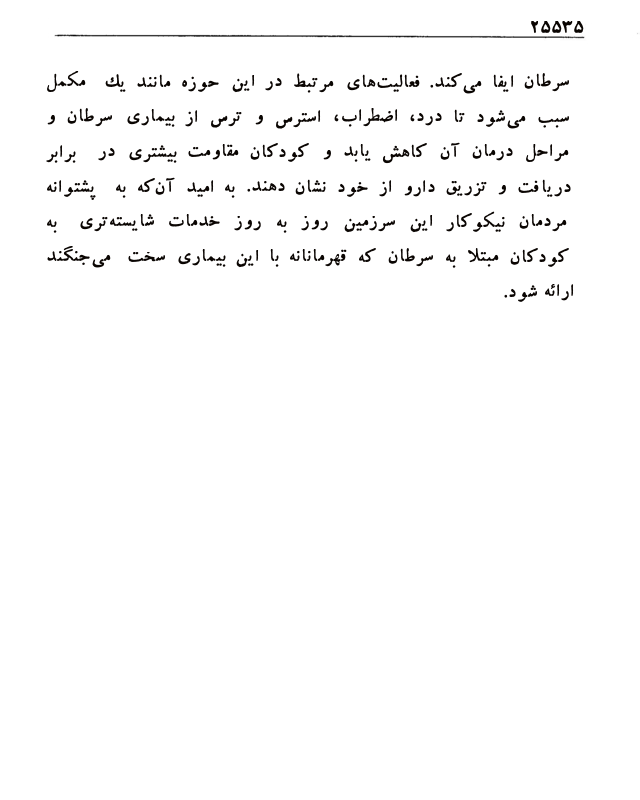 ۲۵۵۳۵
سرطان ایفا می‌کند. فعالیت‌های مرتبط در این حوزه مانند یك مکمل
سبب می‌شود تا درد، اضطراب، استرس و ترس از بیماری سرطان و
مراحل درمان آن کاهش یابد و کودکان مقاومت بیشتری در برابر
دریافت و تزریق دارو از خود نشان دهند. به امید آن‌که به پشتوانه
مردمان نیکوکار این سرزمین روز به روز خدمات شایسته‌تری به
کودکان مبتلا به سرطان که قهرمانانه با این بیماری سخت می‌جنگند
ارائه شود.